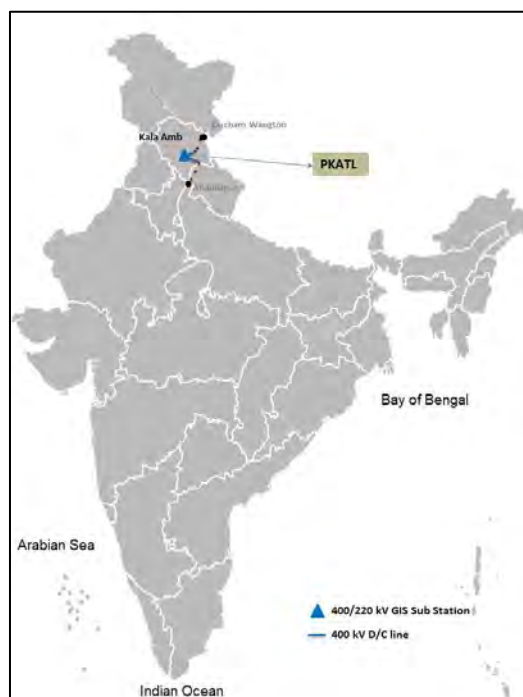 Kala Amb
PKATL
Bay of Bengal
Arabian Sea
400/220 kV GIS Sub Station
400 kV D/C line
Indian Ocean